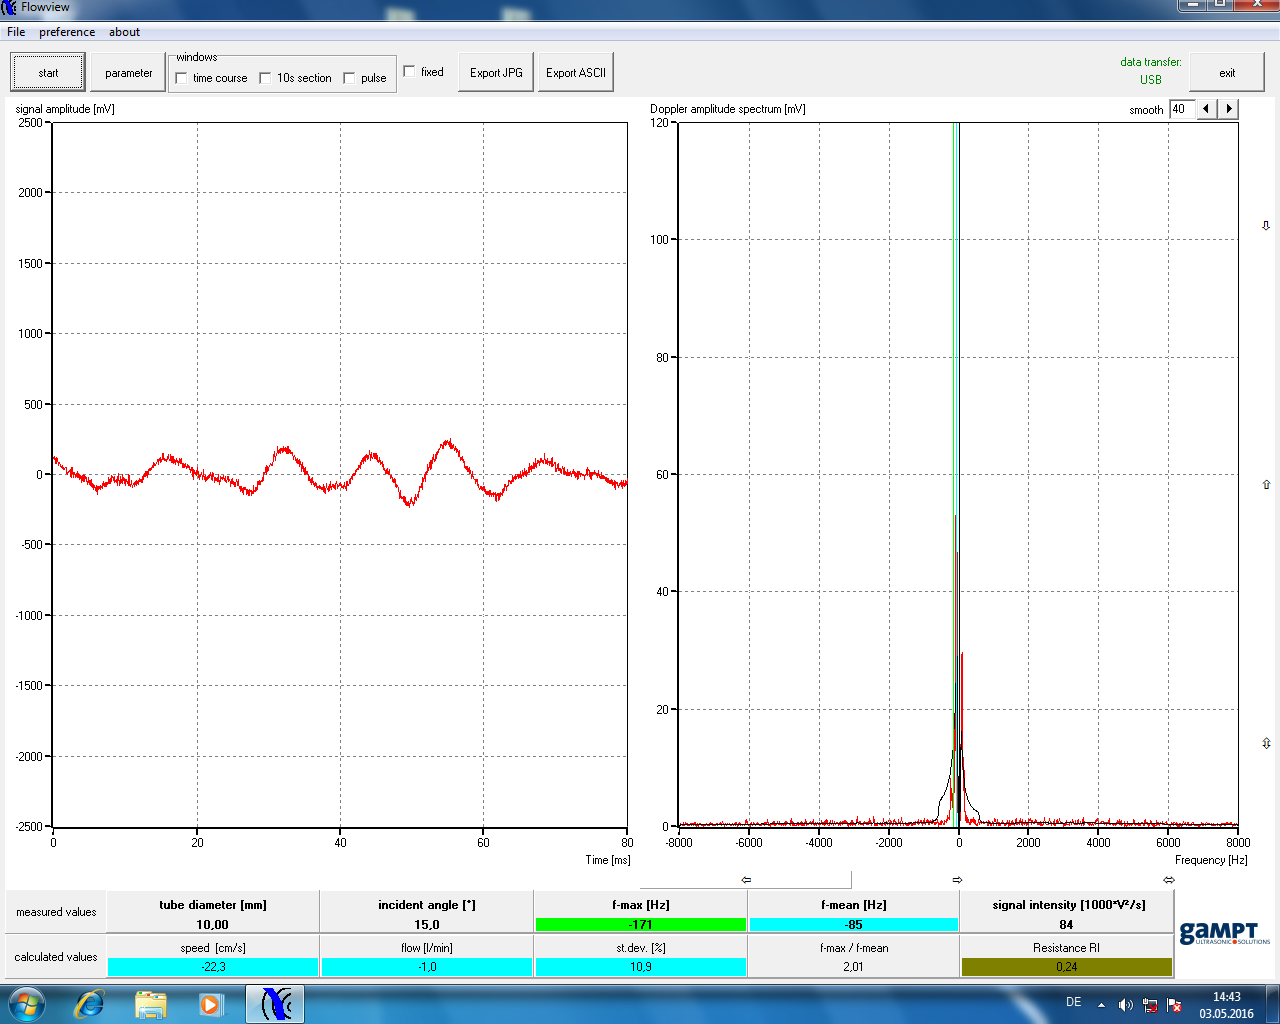 Flowview
File preference about
start parameter windows time course 10s section pulse fixed Export JPG Export ASCII data transfer: USB exit
signal amplitude [mV]
2500
2000
1500
1000
500
0
-500
-1000
-1500
-2000
-2500
0 20 40 60 80
Time [ms]
Doppler amplitude spectrum [mV] smooth 40
120
100
80
60
40
20
0
-8000 -6000 -4000 -2000 0 2000 4000 6000 8000
Frequency [Hz]
measured values
tube diameter [mm] incident angle [°] f-max [Hz] f-mean [Hz] signal intensity [1000*V²/s]
10,00 15,0 -171 -85 84
calculated values
speed [cm/s] flow [l/min] st.dev. [%] f-max / f-mean Resistance RI
-22,3 -1,0 10,9 2,01 0,24
gAMPT
ULTRASONIC SOLUTIONS
DE
14:43
03.05.2016